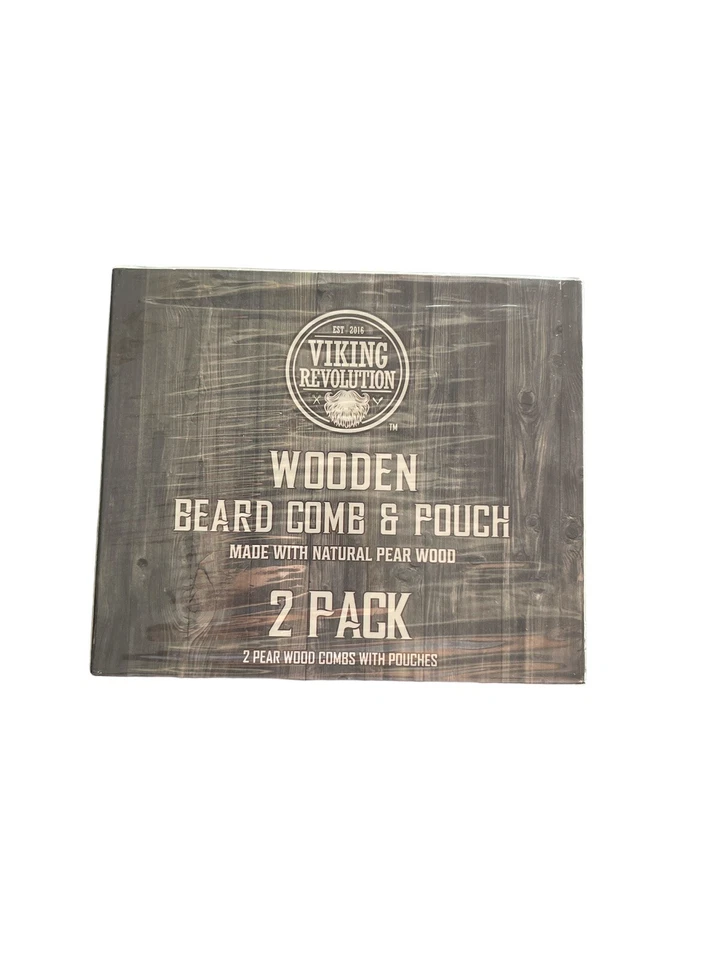 EST 2016
VIKING
REVOLUTION
TM
WOODEN
BEARD COMB & POUCH
MADE WITH NATURAL PEAR WOOD
2 PACK
2 PEAR WOOD COMBS WITH POUCHES